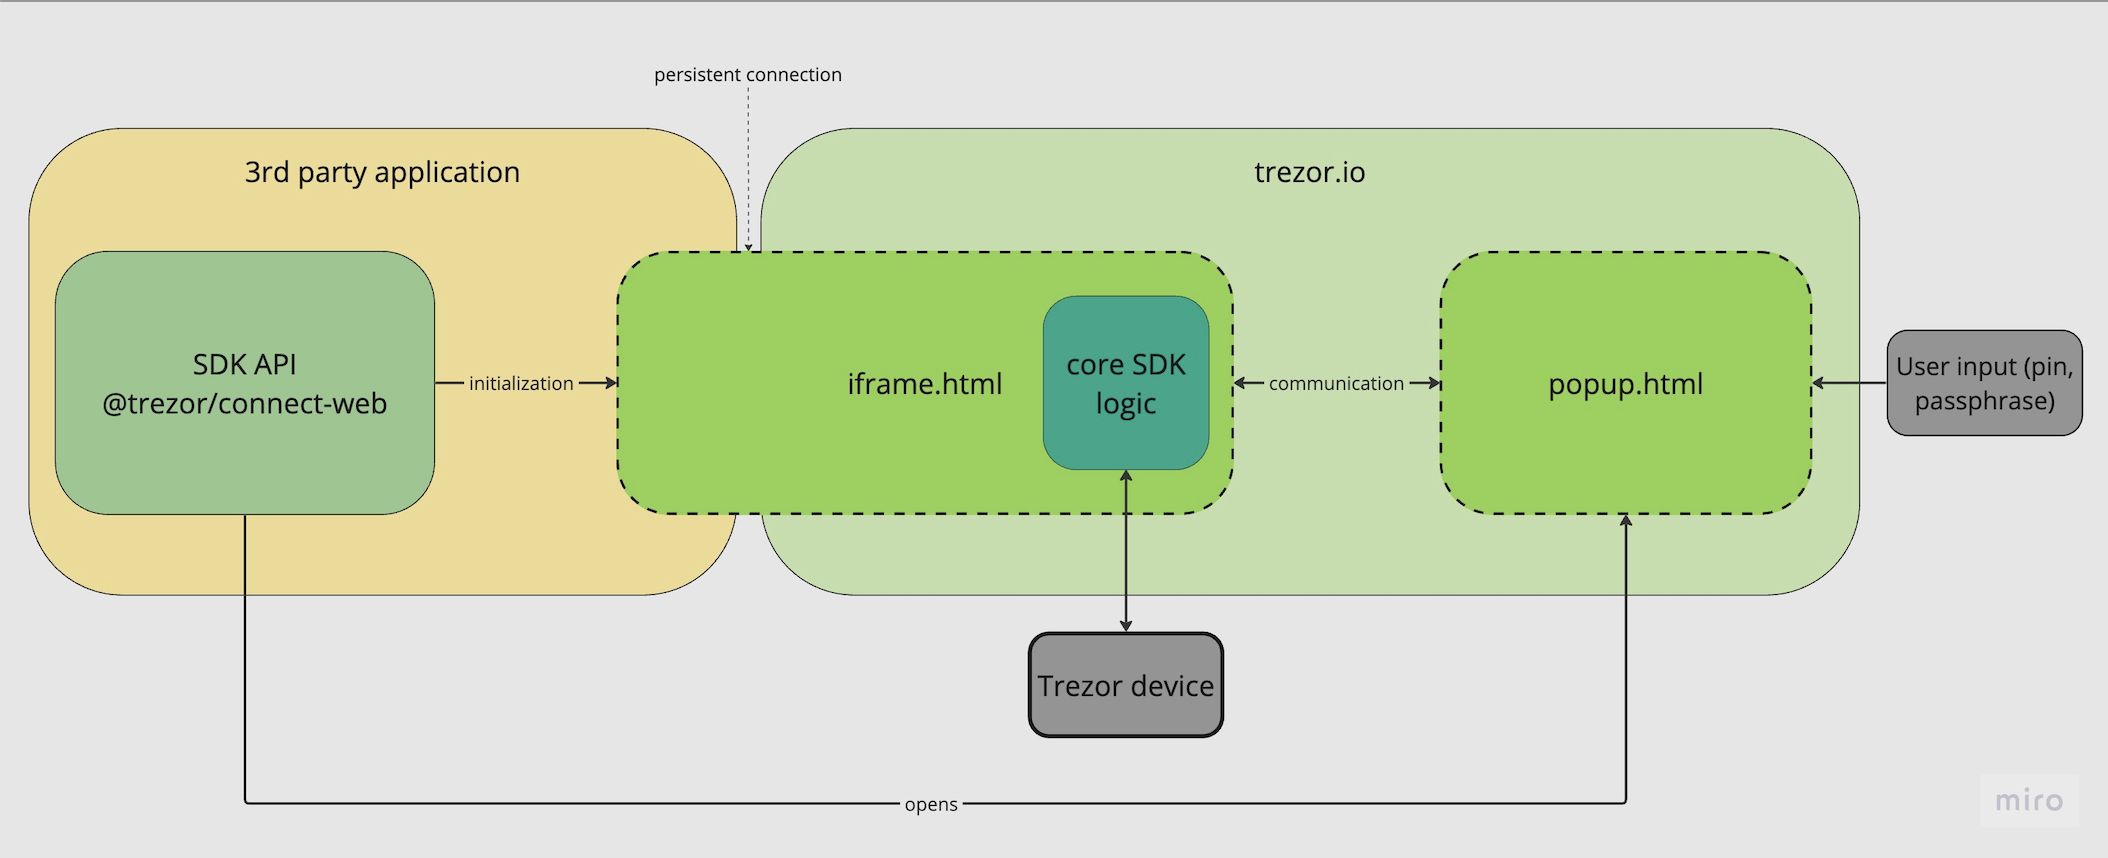 persistent connection
3rd party application
trezor.io
SDK API
@trezor/connect-web
initialization
iframe.html
core SDK
logic
communication
popup.html
User input (pin,
passphrase)
Trezor device
opens
miro